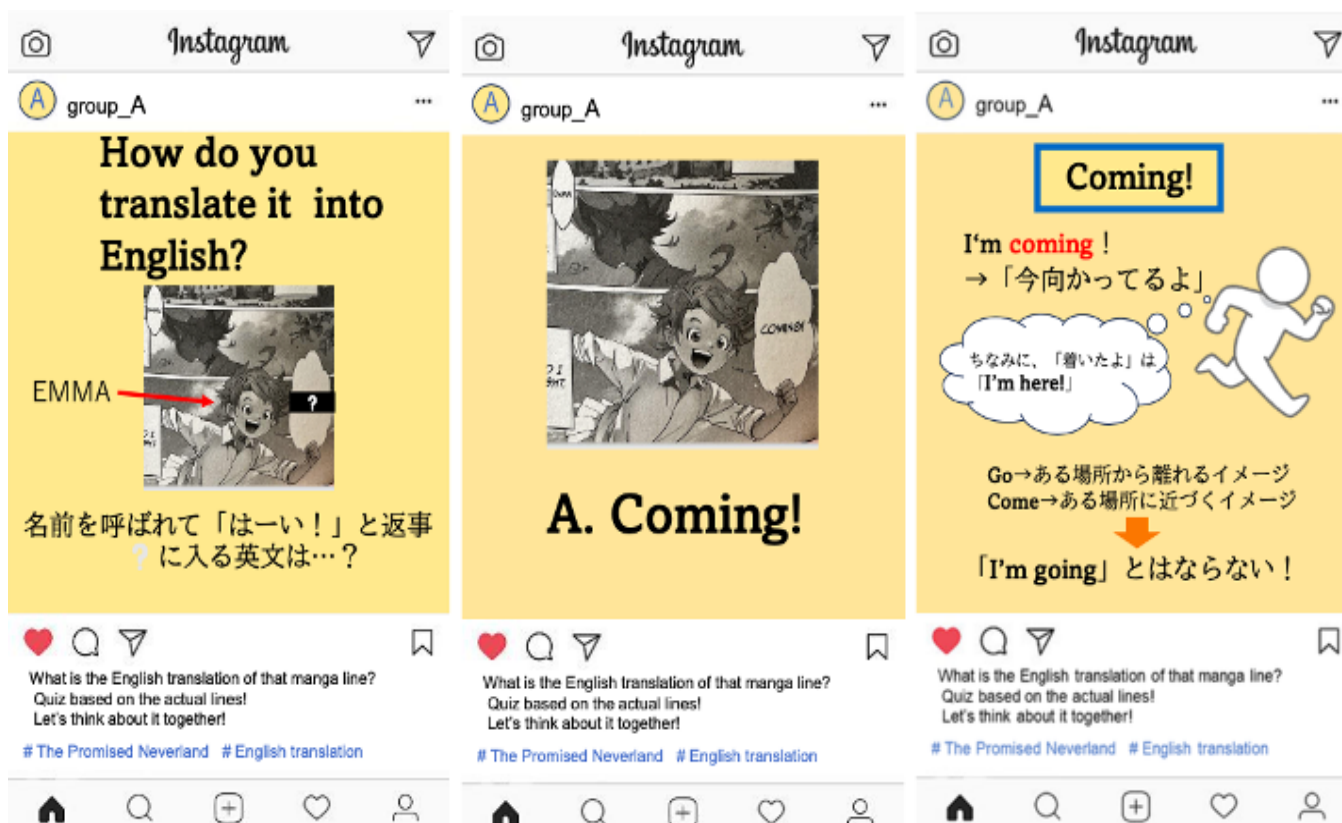 Instagram
A group_A
How do you
translate it into
English?
EMMA
?
名前を呼ばれて「はーい！」と返事
？に入る英文は…？
What is the English translation of that manga line?
Quiz based on the actual lines!
Let's think about it together!
# The Promised Neverland # English translation
Instagram
A group_A
EMMA
COMING!
A. Coming!
What is the English translation of that manga line?
Quiz based on the actual lines!
Let's think about it together!
# The Promised Neverland # English translation
Instagram
A group_A
Coming!
I'm coming！
→「今向かってるよ」
ちなみに、「着いたよ」は
「I'm here!」
Go→ある場所から離れるイメージ
Come→ある場所に近づくイメージ
「I'm going」とはならない！
What is the English translation of that manga line?
Quiz based on the actual lines!
Let's think about it together!
# The Promised Neverland # English translation